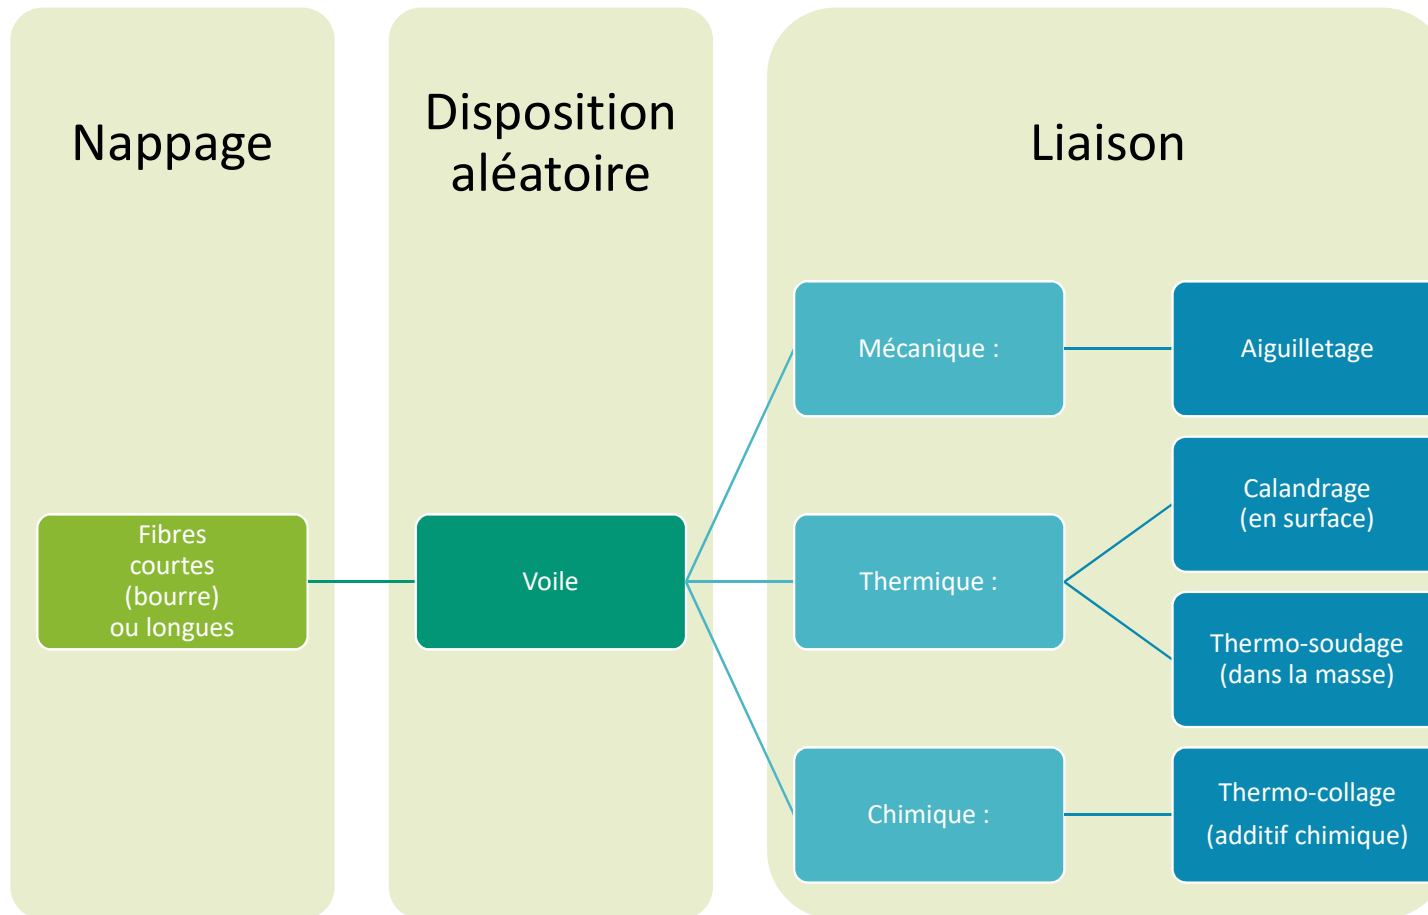 Nappage
Disposition
aléatoire
Liaison
Fibres
courtes
(bourre)
ou longues
Voile
Mécanique :
Aiguilletage
Thermique :
Calandrage
(en surface)
Thermo-soudage
(dans la masse)
Chimique :
Thermo-collage
(additif chimique)